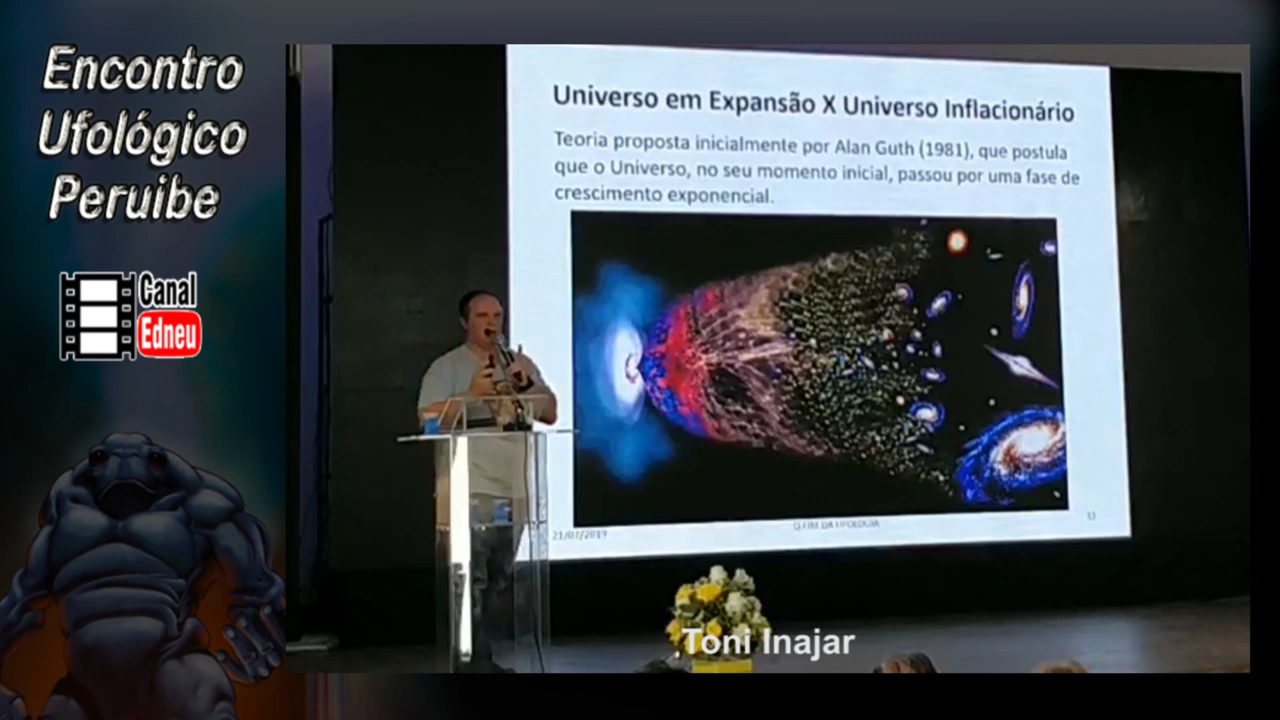 Encontro
Ufológico
Peruibe
Canal
Edneu
Universo em Expansão X Universo Inflacionário
Teoria proposta inicialmente por Alan Guth (1981), que postula
que o Universo, no seu momento inicial, passou por uma fase de
crescimento exponencial.
21/07/2019
O FIM DA UFOLOGIA
Toni Inajar